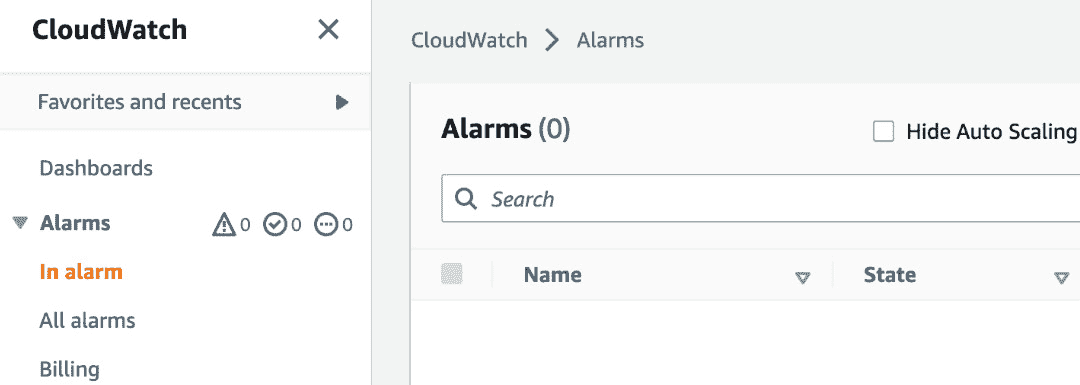 CloudWatch
CloudWatch Alarms
Favorites and recents
Alarms (0)
Hide Auto Scaling
Dashboards
Search
Alarms 0 0 0
In alarm
Name State
All alarms
Billing